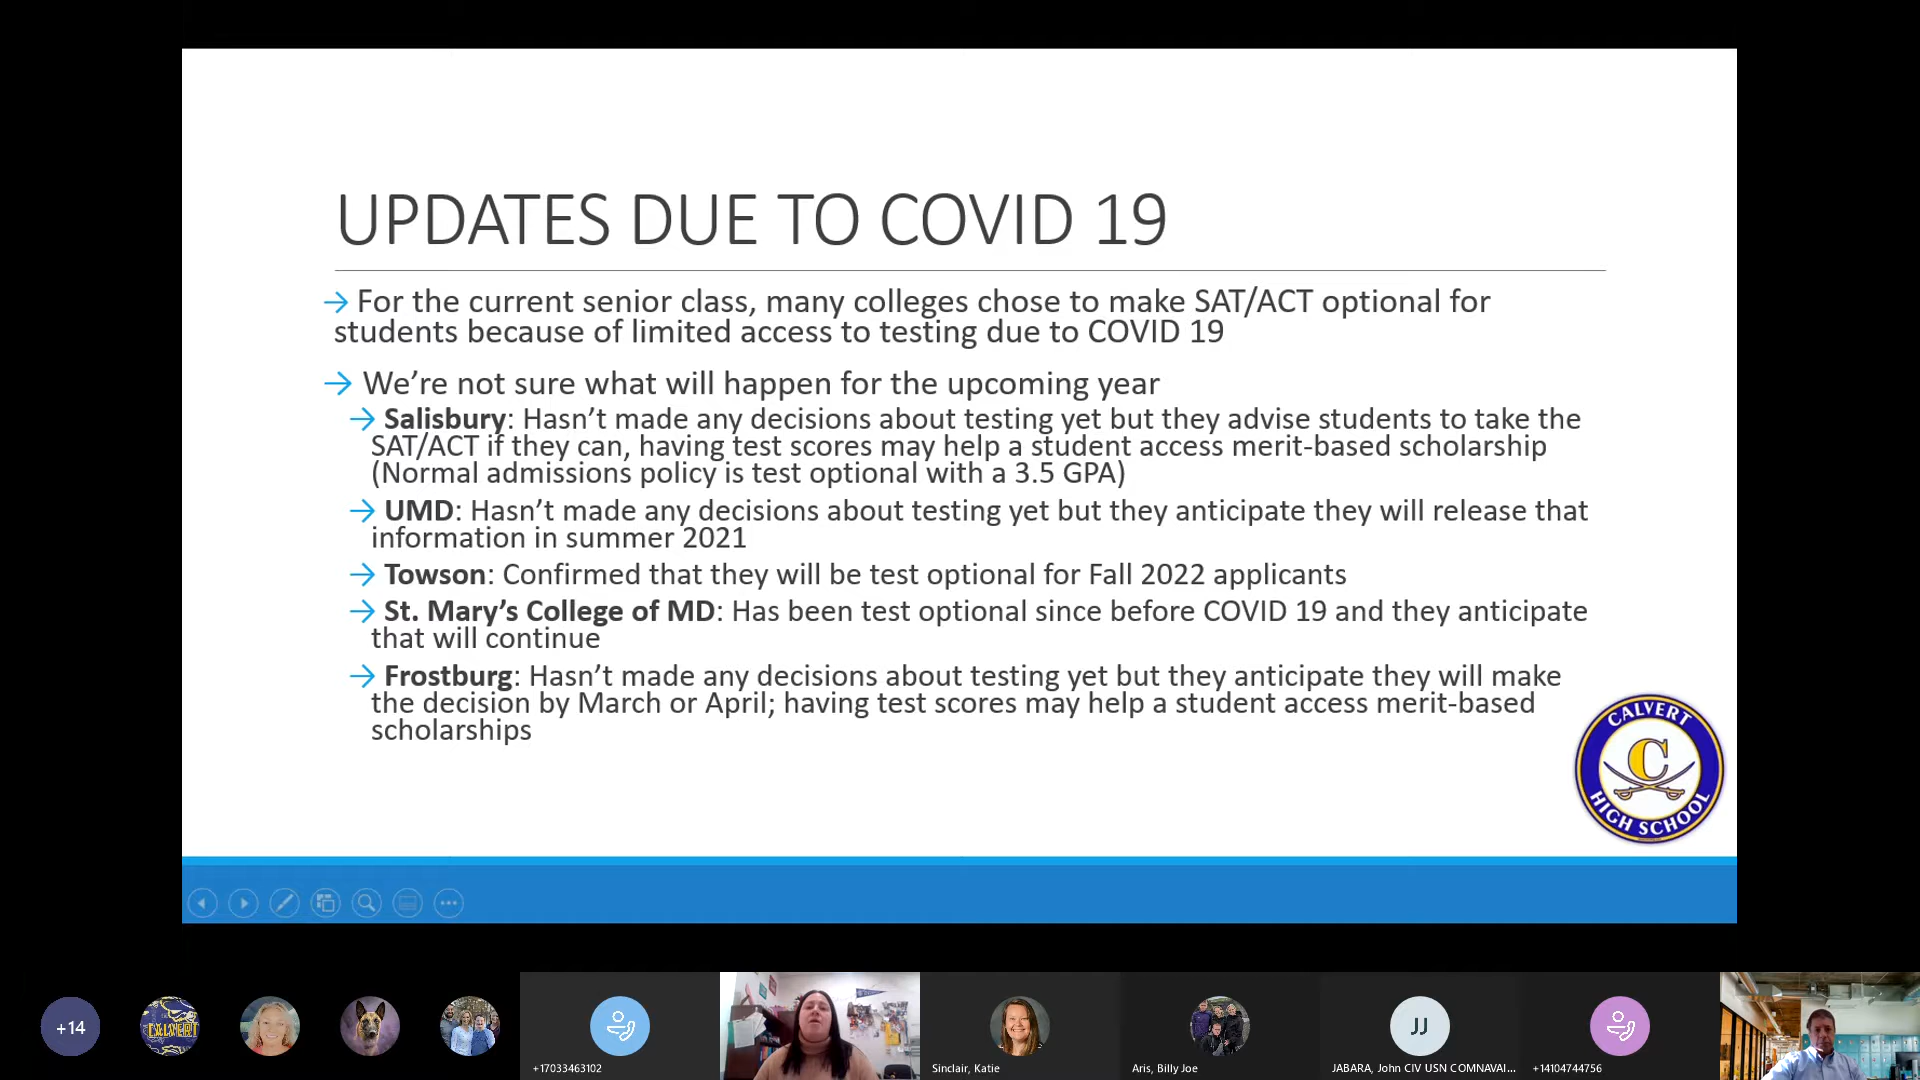 UPDATES DUE TO COVID 19
→ For the current senior class, many colleges chose to make SAT/ACT optional for
students because of limited access to testing due to COVID 19
→ We’re not sure what will happen for the upcoming year
→ Salisbury: Hasn’t made any decisions about testing yet but they advise students to take the
SAT/ACT if they can, having test scores may help a student access merit-based scholarship
(Normal admissions policy is test optional with a 3.5 GPA)
→ UMD: Hasn’t made any decisions about testing yet but they anticipate they will release that
information in summer 2021
→ Towson: Confirmed that they will be test optional for Fall 2022 applicants
→ St. Mary’s College of MD: Has been test optional since before COVID 19 and they anticipate
that will continue
→ Frostburg: Hasn’t made any decisions about testing yet but they anticipate they will make
the decision by March or April; having test scores may help a student access merit-based
scholarships
CALVERT
C
HIGH SCHOOL
+14
CALVERT
JJ
+17033463102
Sinclair, Katie
Aris, Billy Joe
JABARA, John CIV USN COMNAVAI...
+14104744756